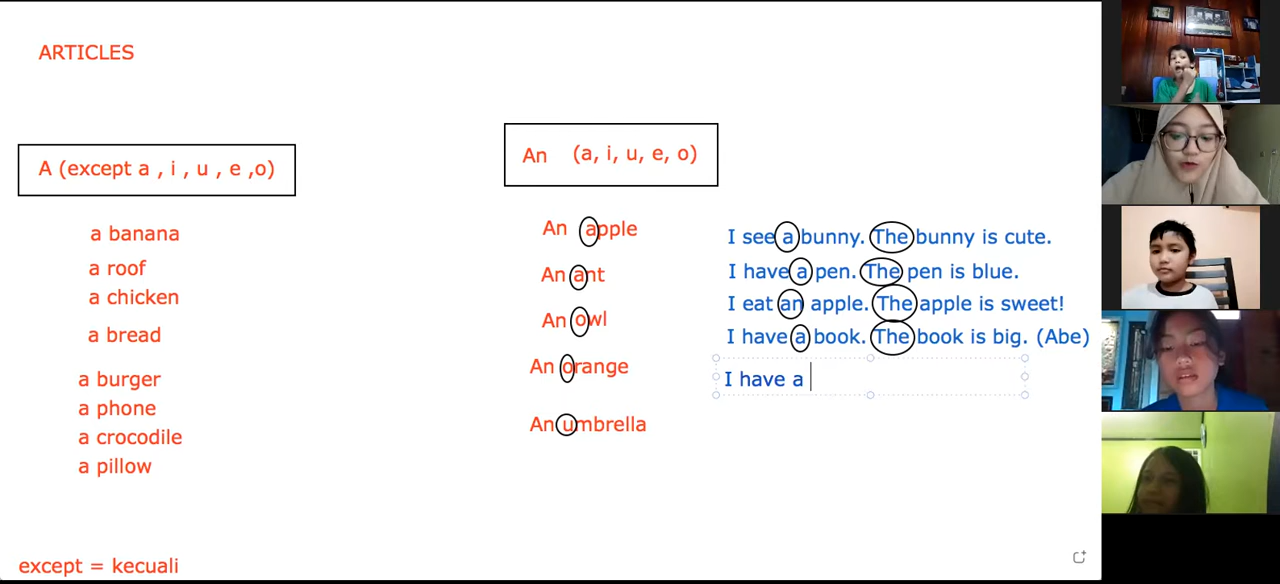 ARTICLES
A (except a , i , u , e ,o)
a banana
a roof
a chicken
a bread
a burger
a phone
a crocodile
a pillow
except = kecuali
An (a, i, u, e, o)
An apple
An ant
An owl
An orange
An umbrella
I see a bunny. The bunny is cute.
I have a pen. The pen is blue.
I eat an apple. The apple is sweet!
I have a book. The book is big. (Abe)
I have a